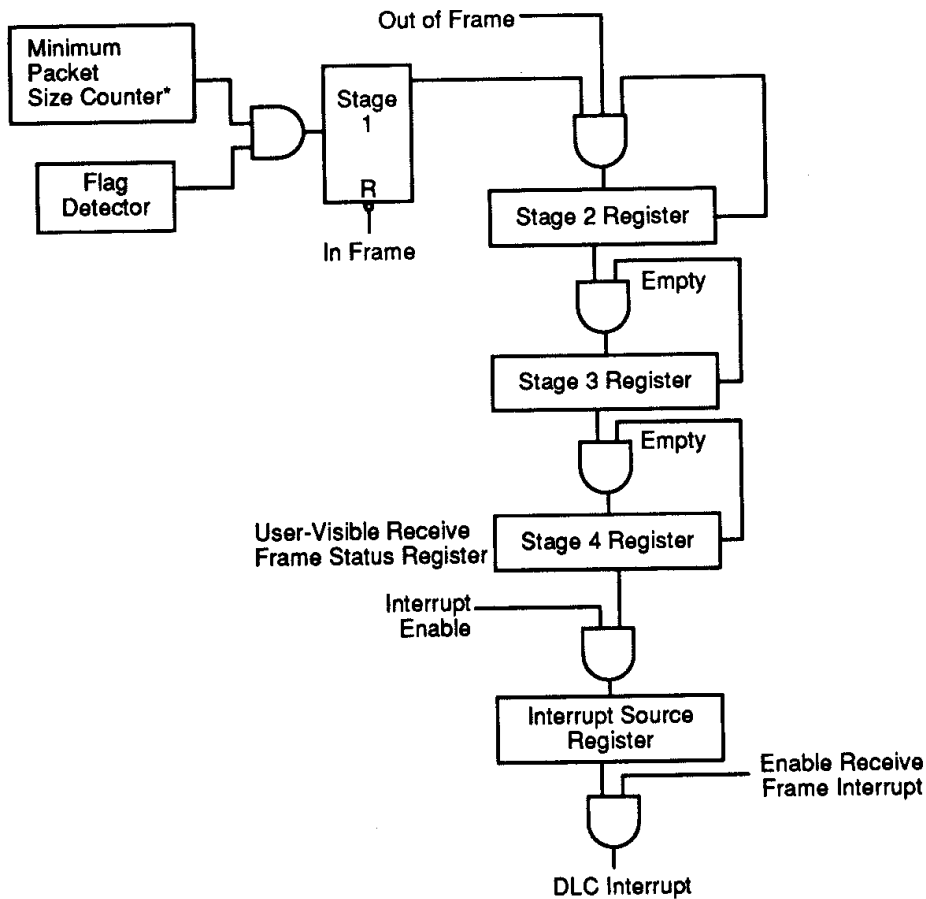 Out of Frame
Minimum
Packet
Size Counter*
Stage
1
R
Flag
Detector
In Frame
Stage 2 Register
Empty
Stage 3 Register
Empty
User-Visible Receive
Frame Status Register
Stage 4 Register
Interrupt
Enable
Interrupt Source
Register
Enable Receive
Frame Interrupt
DLC Interrupt